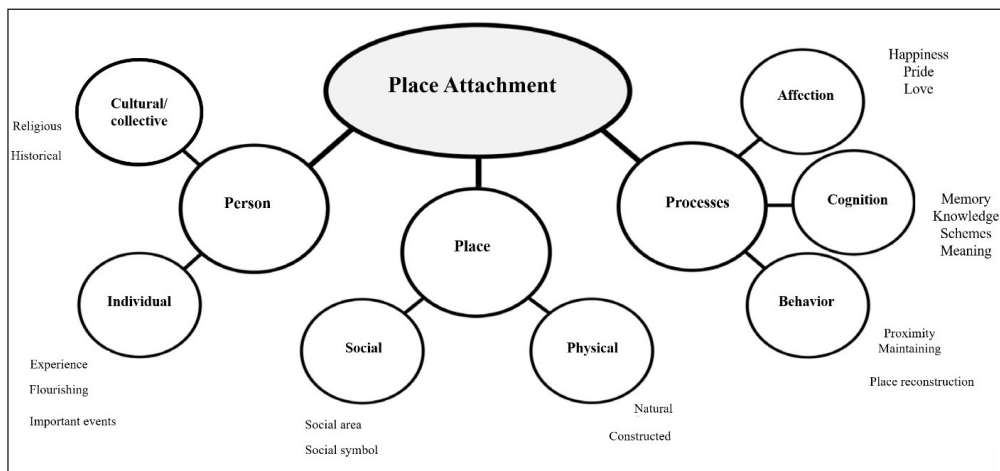 Place Attachment
Cultural/
collective
Religious
Historical
Person
Individual
Experience
Flourishing
Important events
Place
Social
Social area
Social symbol
Physical
Natural
Constructed
Processes
Affection
Happiness
Pride
Love
Cognition
Memory
Knowledge
Schemes
Meaning
Behavior
Proximity
Maintaining
Place reconstruction